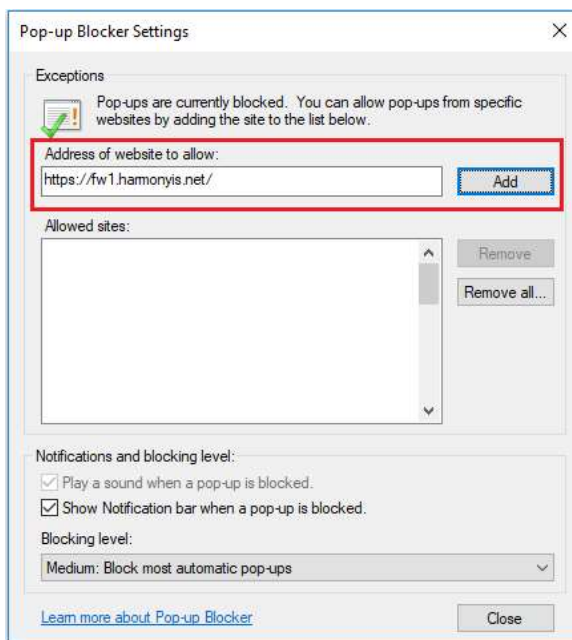 Pop-up Blocker Settings
Exceptions
Pop-ups are currently blocked. You can allow pop-ups from specific
websites by adding the site to the list below.
Address of website to allow:
https://fw1.harmonyis.net/
Add
Allowed sites:
Remove
Remove all...
Notifications and blocking level:
Play a sound when a pop-up is blocked.
Show Notification bar when a pop-up is blocked.
Blocking level:
Medium: Block most automatic pop-ups
Learn more about Pop-up Blocker
Close